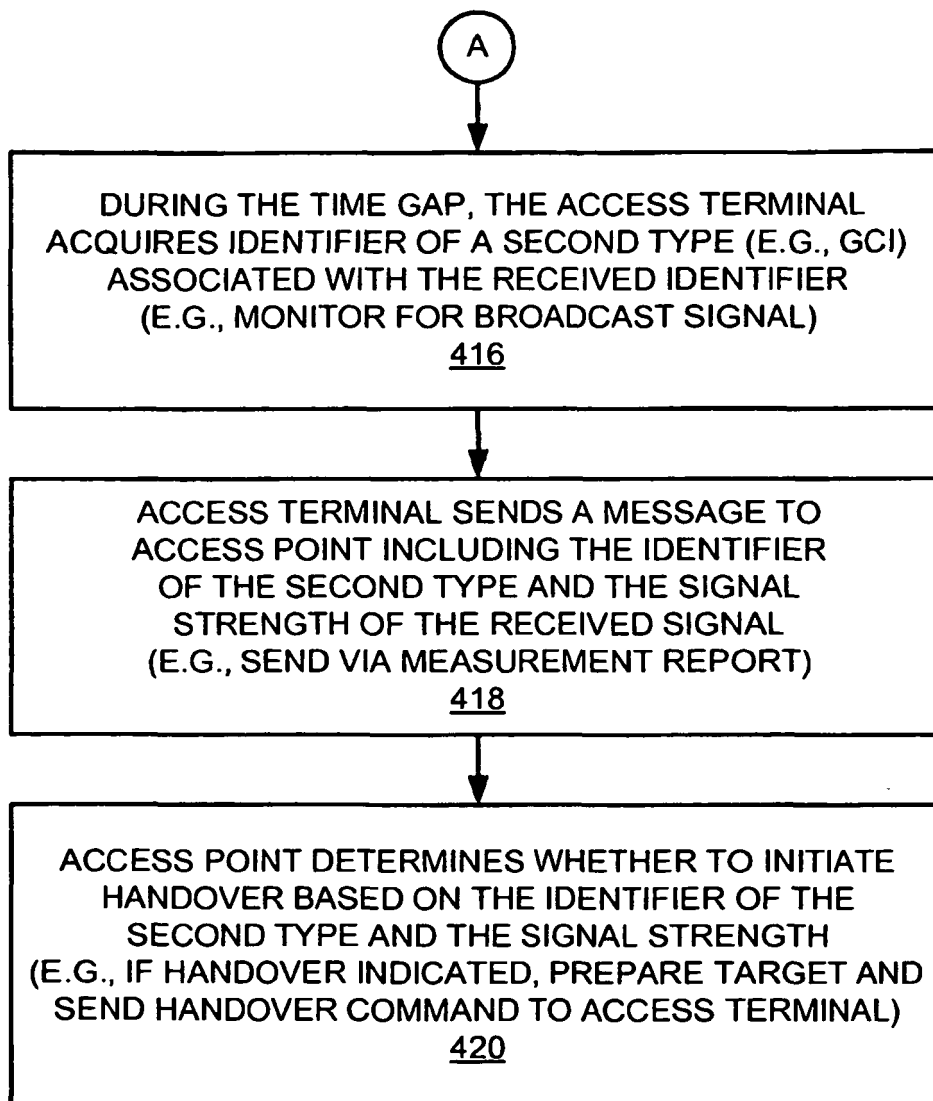 A
DURING THE TIME GAP, THE ACCESS TERMINAL
ACQUIRES IDENTIFIER OF A SECOND TYPE (E.G., GCI)
ASSOCIATED WITH THE RECEIVED IDENTIFIER
(E.G., MONITOR FOR BROADCAST SIGNAL)
416
ACCESS TERMINAL SENDS A MESSAGE TO
ACCESS POINT INCLUDING THE IDENTIFIER
OF THE SECOND TYPE AND THE SIGNAL
STRENGTH OF THE RECEIVED SIGNAL
(E.G., SEND VIA MEASUREMENT REPORT)
418
ACCESS POINT DETERMINES WHETHER TO INITIATE
HANDOVER BASED ON THE IDENTIFIER OF THE
SECOND TYPE AND THE SIGNAL STRENGTH
(E.G., IF HANDOVER INDICATED, PREPARE TARGET AND
SEND HANDOVER COMMAND TO ACCESS TERMINAL)
420